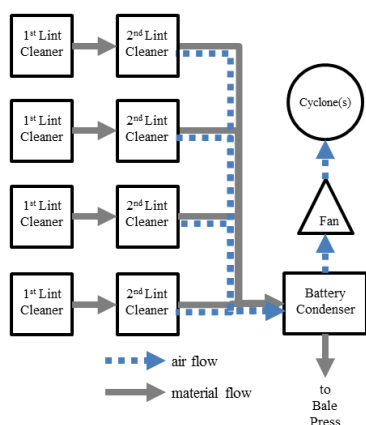 1st Lint
Cleaner
2nd Lint
Cleaner
1st Lint
Cleaner
2nd Lint
Cleaner
1st Lint
Cleaner
2nd Lint
Cleaner
1st Lint
Cleaner
2nd Lint
Cleaner
Cyclone(s)
Fan
Battery
Condenser
to
Bale
Press
air flow
material flow